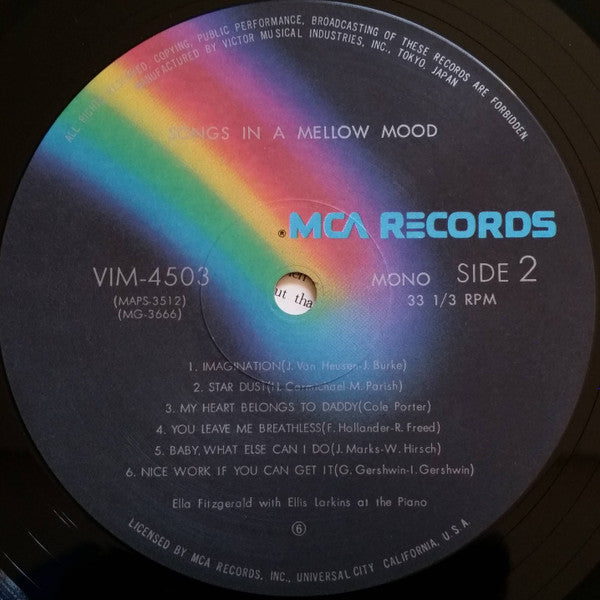 ALL RIGHTS RESERVED, COPYING, PUBLIC PERFORMANCE, BROADCASTING OF THESE RECORDS ARE FORBIDDEN.
MANUFACTURED BY VICTOR MUSICAL INDUSTRIES, INC., TOKYO, JAPAN
SONGS IN A MELLOW MOOD
® MCA RECORDS
VIM-4503
(MAPS-3512)
(MG-3666)
MONO SIDE 2
33 1/3 RPM
ut tha
1. IMAGINATION(J. Van Heusen-J. Burke)
2. STAR DUST(H. Carmichael-M. Parish)
3. MY HEART BELONGS TO DADDY(Cole Porter)
4. YOU LEAVE ME BREATHLESS(F. Hollander-R. Freed)
5. BABY, WHAT ELSE CAN I DO(J. Marks-W. Hirsch)
6. NICE WORK IF YOU CAN GET IT(G. Gershwin-I. Gershwin)
Ella Fitzgerald with Ellis Larkins at the Piano
⑥
LICENSED BY MCA RECORDS, INC., UNIVERSAL CITY, CALIFORNIA, U.S.A.